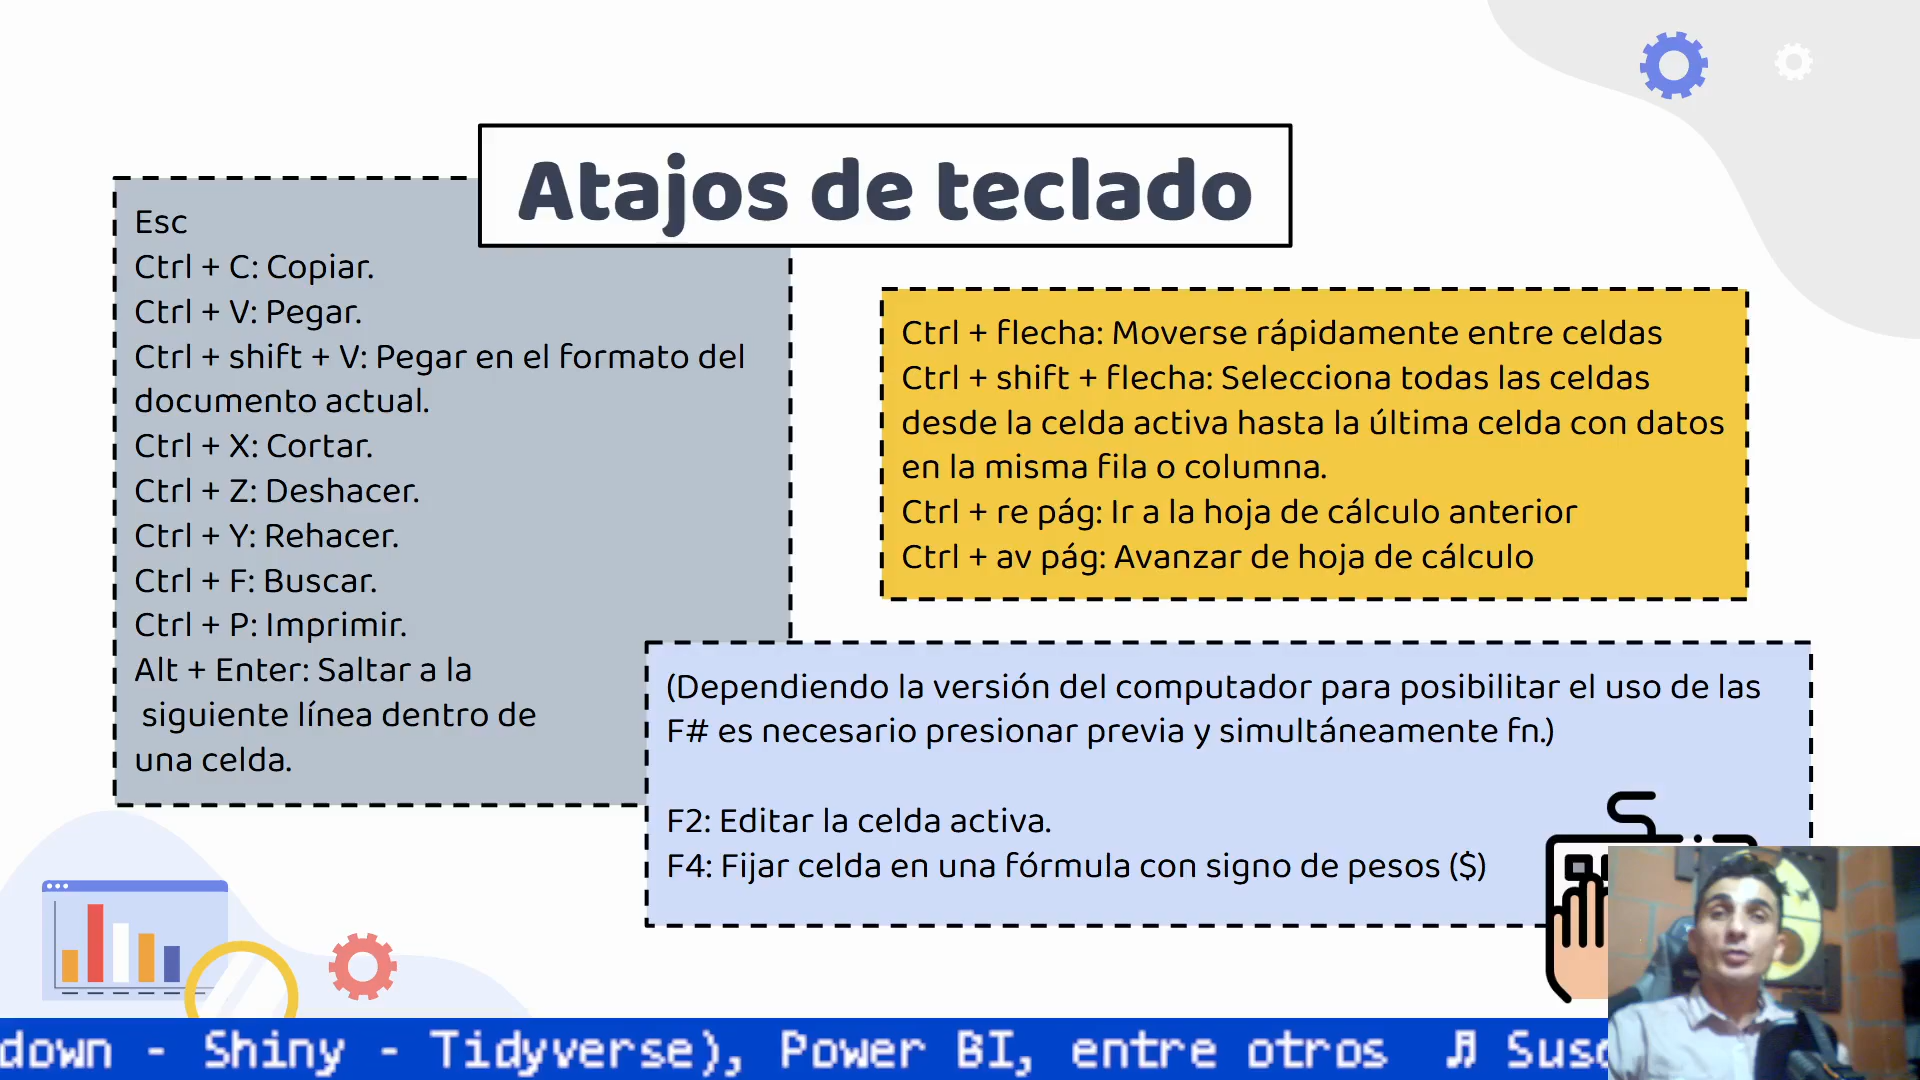 Atajos de teclado
Esc
Ctrl + C: Copiar.
Ctrl + V: Pegar.
Ctrl + shift + V: Pegar en el formato del
documento actual.
Ctrl + X: Cortar.
Ctrl + Z: Deshacer.
Ctrl + Y: Rehacer.
Ctrl + F: Buscar.
Ctrl + P: Imprimir.
Alt + Enter: Saltar a la
siguiente línea dentro de
una celda.
Ctrl + flecha: Moverse rápidamente entre celdas
Ctrl + shift + flecha: Selecciona todas las celdas
desde la celda activa hasta la última celda con datos
en la misma fila o columna.
Ctrl + re pág: Ir a la hoja de cálculo anterior
Ctrl + av pág: Avanzar de hoja de cálculo
(Dependiendo la versión del computador para posibilitar el uso de las
F# es necesario presionar previa y simultáneamente fn.)
F2: Editar la celda activa.
F4: Fijar celda en una fórmula con signo de pesos ($)
down - Shiny - Tidyverse), Power BI, entre otros ♬ Sus